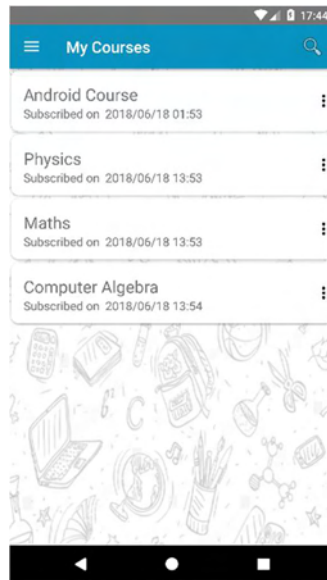 17:44
My Courses
Android Course
Subscribed on 2018/06/18 01:53
Physics
Subscribed on 2018/06/18 13:53
Maths
Subscribed on 2018/06/18 13:53
Computer Algebra
Subscribed on 2018/06/18 13:54